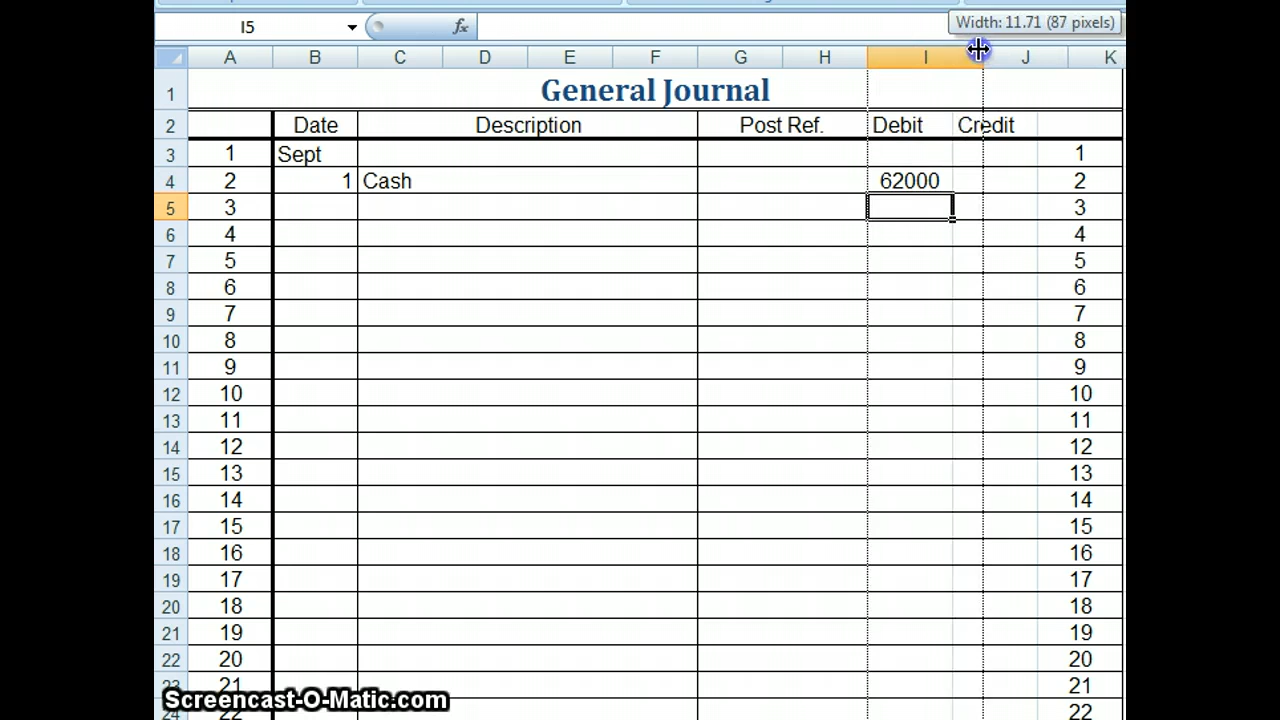 I5 fx Width: 11.71 (87 pixels)
A B C D E F G H I J K
1 General Journal
2 Date Description Post Ref. Debit Credit
3 1 Sept 1
4 2 1 Cash 62000 2
5 3 3
6 4 4
7 5 5
8 6 6
9 7 7
10 8 8
11 9 9
12 10 10
13 11 11
14 12 12
15 13 13
16 14 14
17 15 15
18 16 16
19 17 17
20 18 18
21 19 19
22 20 20
23 21 21
24 22 22
Screencast-O-Matic.com